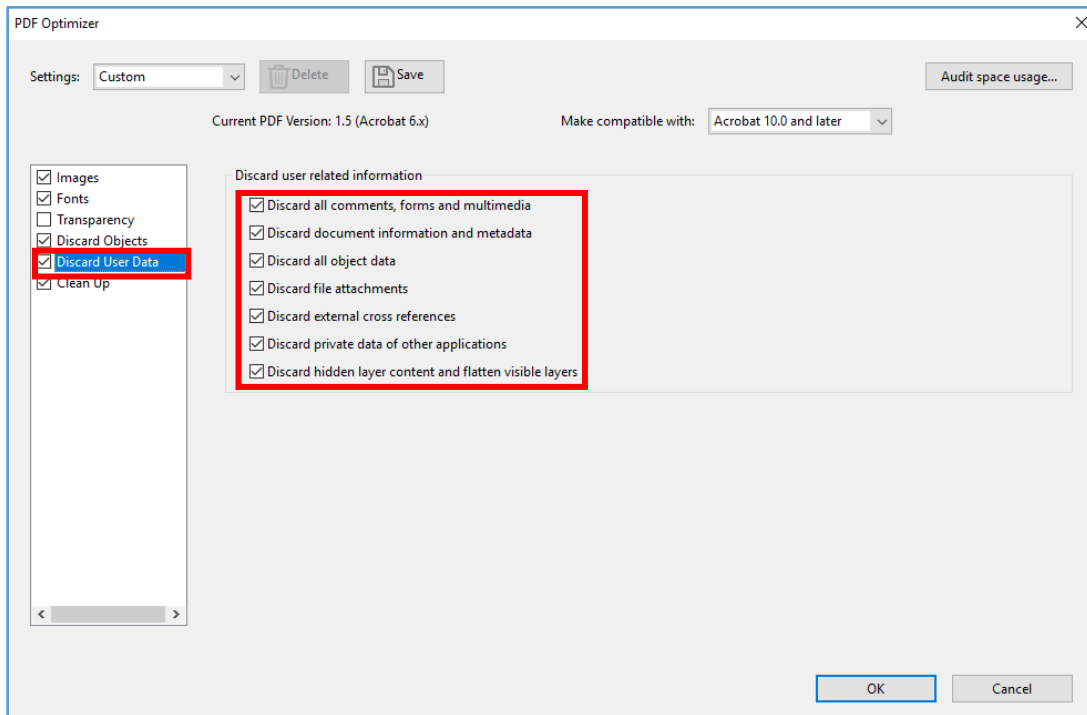 PDF Optimizer
Settings: Custom Delete Save Audit space usage...
Current PDF Version: 1.5 (Acrobat 6.x) Make compatible with: Acrobat 10.0 and later
Images
Fonts
Transparency
Discard Objects
Discard User Data
Clean Up
Discard user related information
Discard all comments, forms and multimedia
Discard document information and metadata
Discard all object data
Discard file attachments
Discard external cross references
Discard private data of other applications
Discard hidden layer content and flatten visible layers
OK Cancel